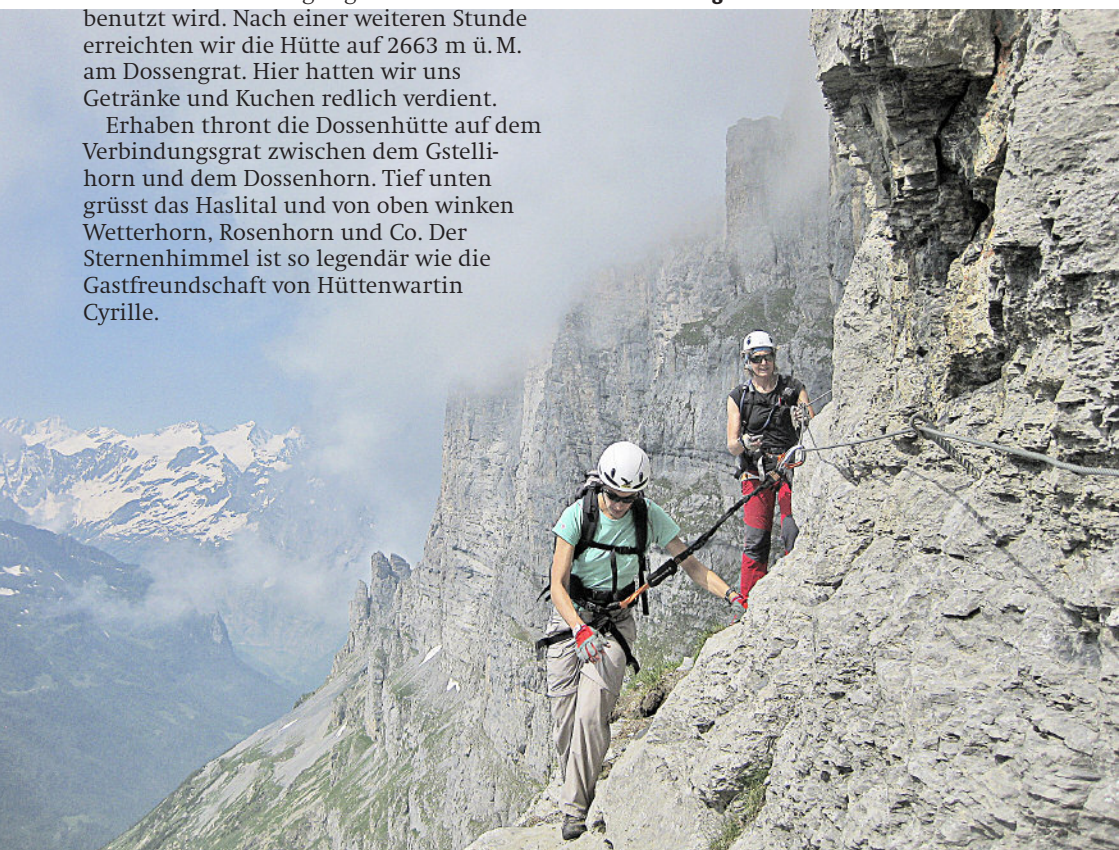 benutzt wird. Nach einer weiteren Stunde
erreichten wir die Hütte auf 2663 m ü. M.
am Dossengrat. Hier hatten wir uns
Getränke und Kuchen redlich verdient.
Erhaben thront die Dossenhütte auf dem
Verbindungsgrat zwischen dem Gstelli-
horn und dem Dossenhorn. Tief unten
grüsst das Haslital und von oben winken
Wetterhorn, Rosenhorn und Co. Der
Sternenhimmel ist so legendär wie die
Gastfreundschaft von Hüttenwartin
Cyrille.